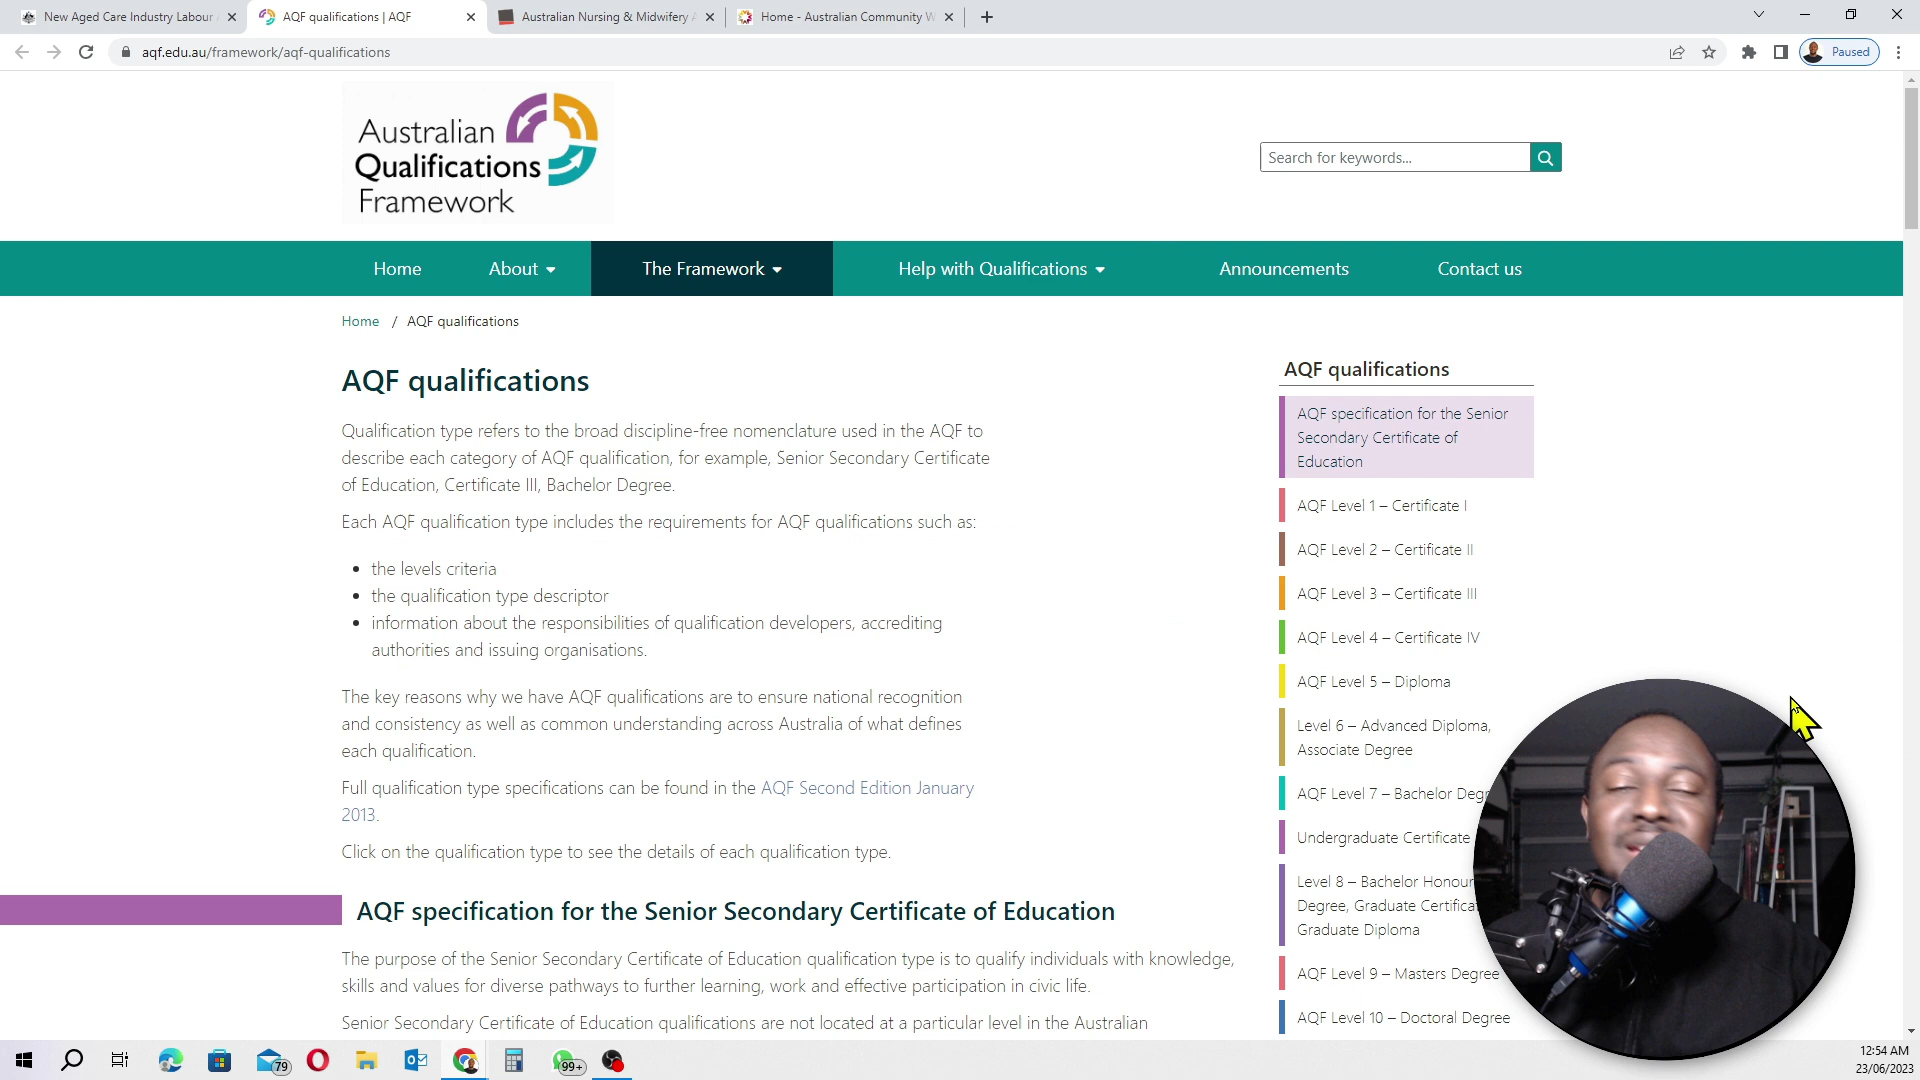 New Aged Care Industry Labour
AQF qualifications | AQF
Australian Nursing & Midwifery
Home - Australian Community W
aqf.edu.au/framework/aqf-qualifications
Paused
Australian
Qualifications
Framework
Search for keywords...
Home
About
The Framework
Help with Qualifications
Announcements
Contact us
Home / AQF qualifications
AQF qualifications
Qualification type refers to the broad discipline-free nomenclature used in the AQF to
describe each category of AQF qualification, for example, Senior Secondary Certificate
of Education, Certificate III, Bachelor Degree.
Each AQF qualification type includes the requirements for AQF qualifications such as:
• the levels criteria
• the qualification type descriptor
• information about the responsibilities of qualification developers, accrediting
authorities and issuing organisations.
The key reasons why we have AQF qualifications are to ensure national recognition
and consistency as well as common understanding across Australia of what defines
each qualification.
Full qualification type specifications can be found in the AQF Second Edition January
2013.
Click on the qualification type to see the details of each qualification type.
AQF specification for the Senior Secondary Certificate of Education
The purpose of the Senior Secondary Certificate of Education qualification type is to qualify individuals with knowledge,
skills and values for diverse pathways to further learning, work and effective participation in civic life.
Senior Secondary Certificate of Education qualifications are not located at a particular level in the Australian
AQF qualifications
AQF specification for the Senior
Secondary Certificate of
Education
AQF Level 1 – Certificate I
AQF Level 2 – Certificate II
AQF Level 3 – Certificate III
AQF Level 4 – Certificate IV
AQF Level 5 – Diploma
Level 6 – Advanced Diploma,
Associate Degree
AQF Level 7 – Bachelor Degr
Undergraduate Certificate
Level 8 – Bachelor Honour
Degree, Graduate Certifica
Graduate Diploma
AQF Level 9 – Masters Degree
AQF Level 10 – Doctoral Degree
79
99+
12:54 AM
23/06/2023